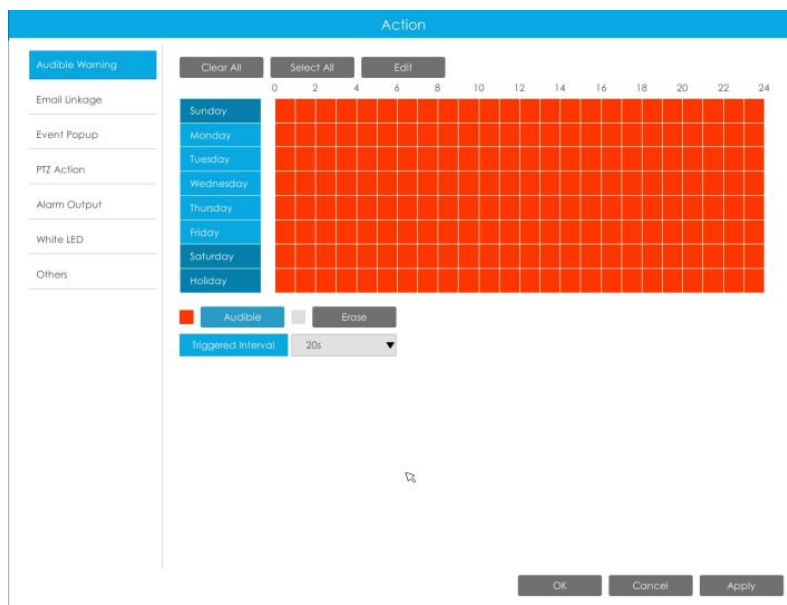 Action
Audible Warning
Email Linkage
Event Popup
PTZ Action
Alarm Output
White LED
Others
Clear All Select All Edit
0 2 4 6 8 10 12 14 16 18 20 22 24
Sunday
Monday
Tuesday
Wednesday
Thursday
Friday
Saturday
Holiday
Audible Erase
Triggered Interval 20s
OK Cancel Apply